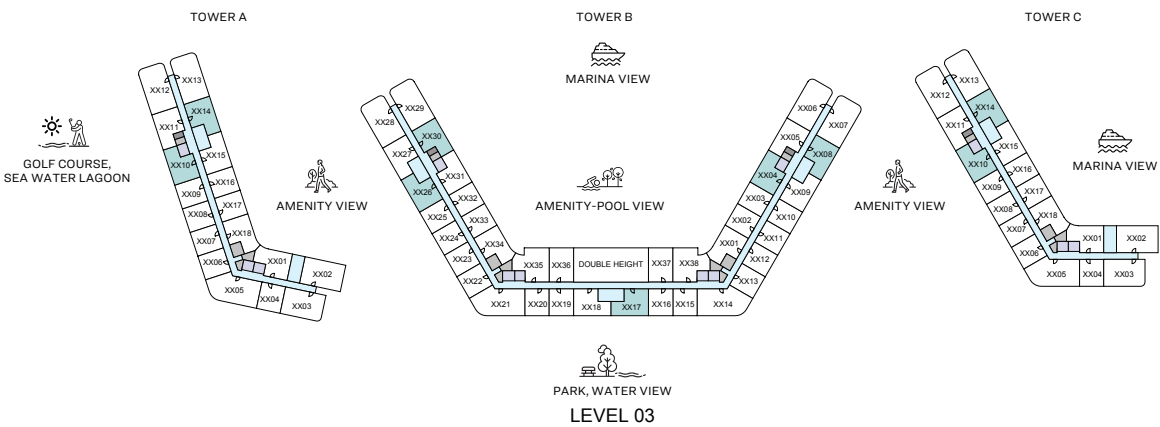 TOWER A
TOWER B
TOWER C
MARINA VIEW
GOLF COURSE,
SEA WATER LAGOON
AMENITY VIEW
AMENITY-POOL VIEW
AMENITY VIEW
MARINA VIEW
XX13
XX12
XX14
XX11
XX15
XX10
XX16
XX09
XX17
XX08
XX18
XX07
XX06
XX01
XX02
XX05
XX04
XX03
XX29
XX28
XX30
XX27
XX31
XX26
XX32
XX25
XX33
XX24
XX34
XX23
XX22
XX35
XX36
DOUBLE HEIGHT
XX37
XX38
XX21
XX20
XX19
XX18
XX17
XX16
XX15
XX14
XX06
XX07
XX05
XX08
XX04
XX09
XX03
XX10
XX02
XX11
XX01
XX12
XX13
XX13
XX12
XX14
XX11
XX15
XX10
XX16
XX09
XX17
XX08
XX18
XX07
XX06
XX01
XX02
XX05
XX04
XX03
PARK, WATER VIEW
LEVEL 03